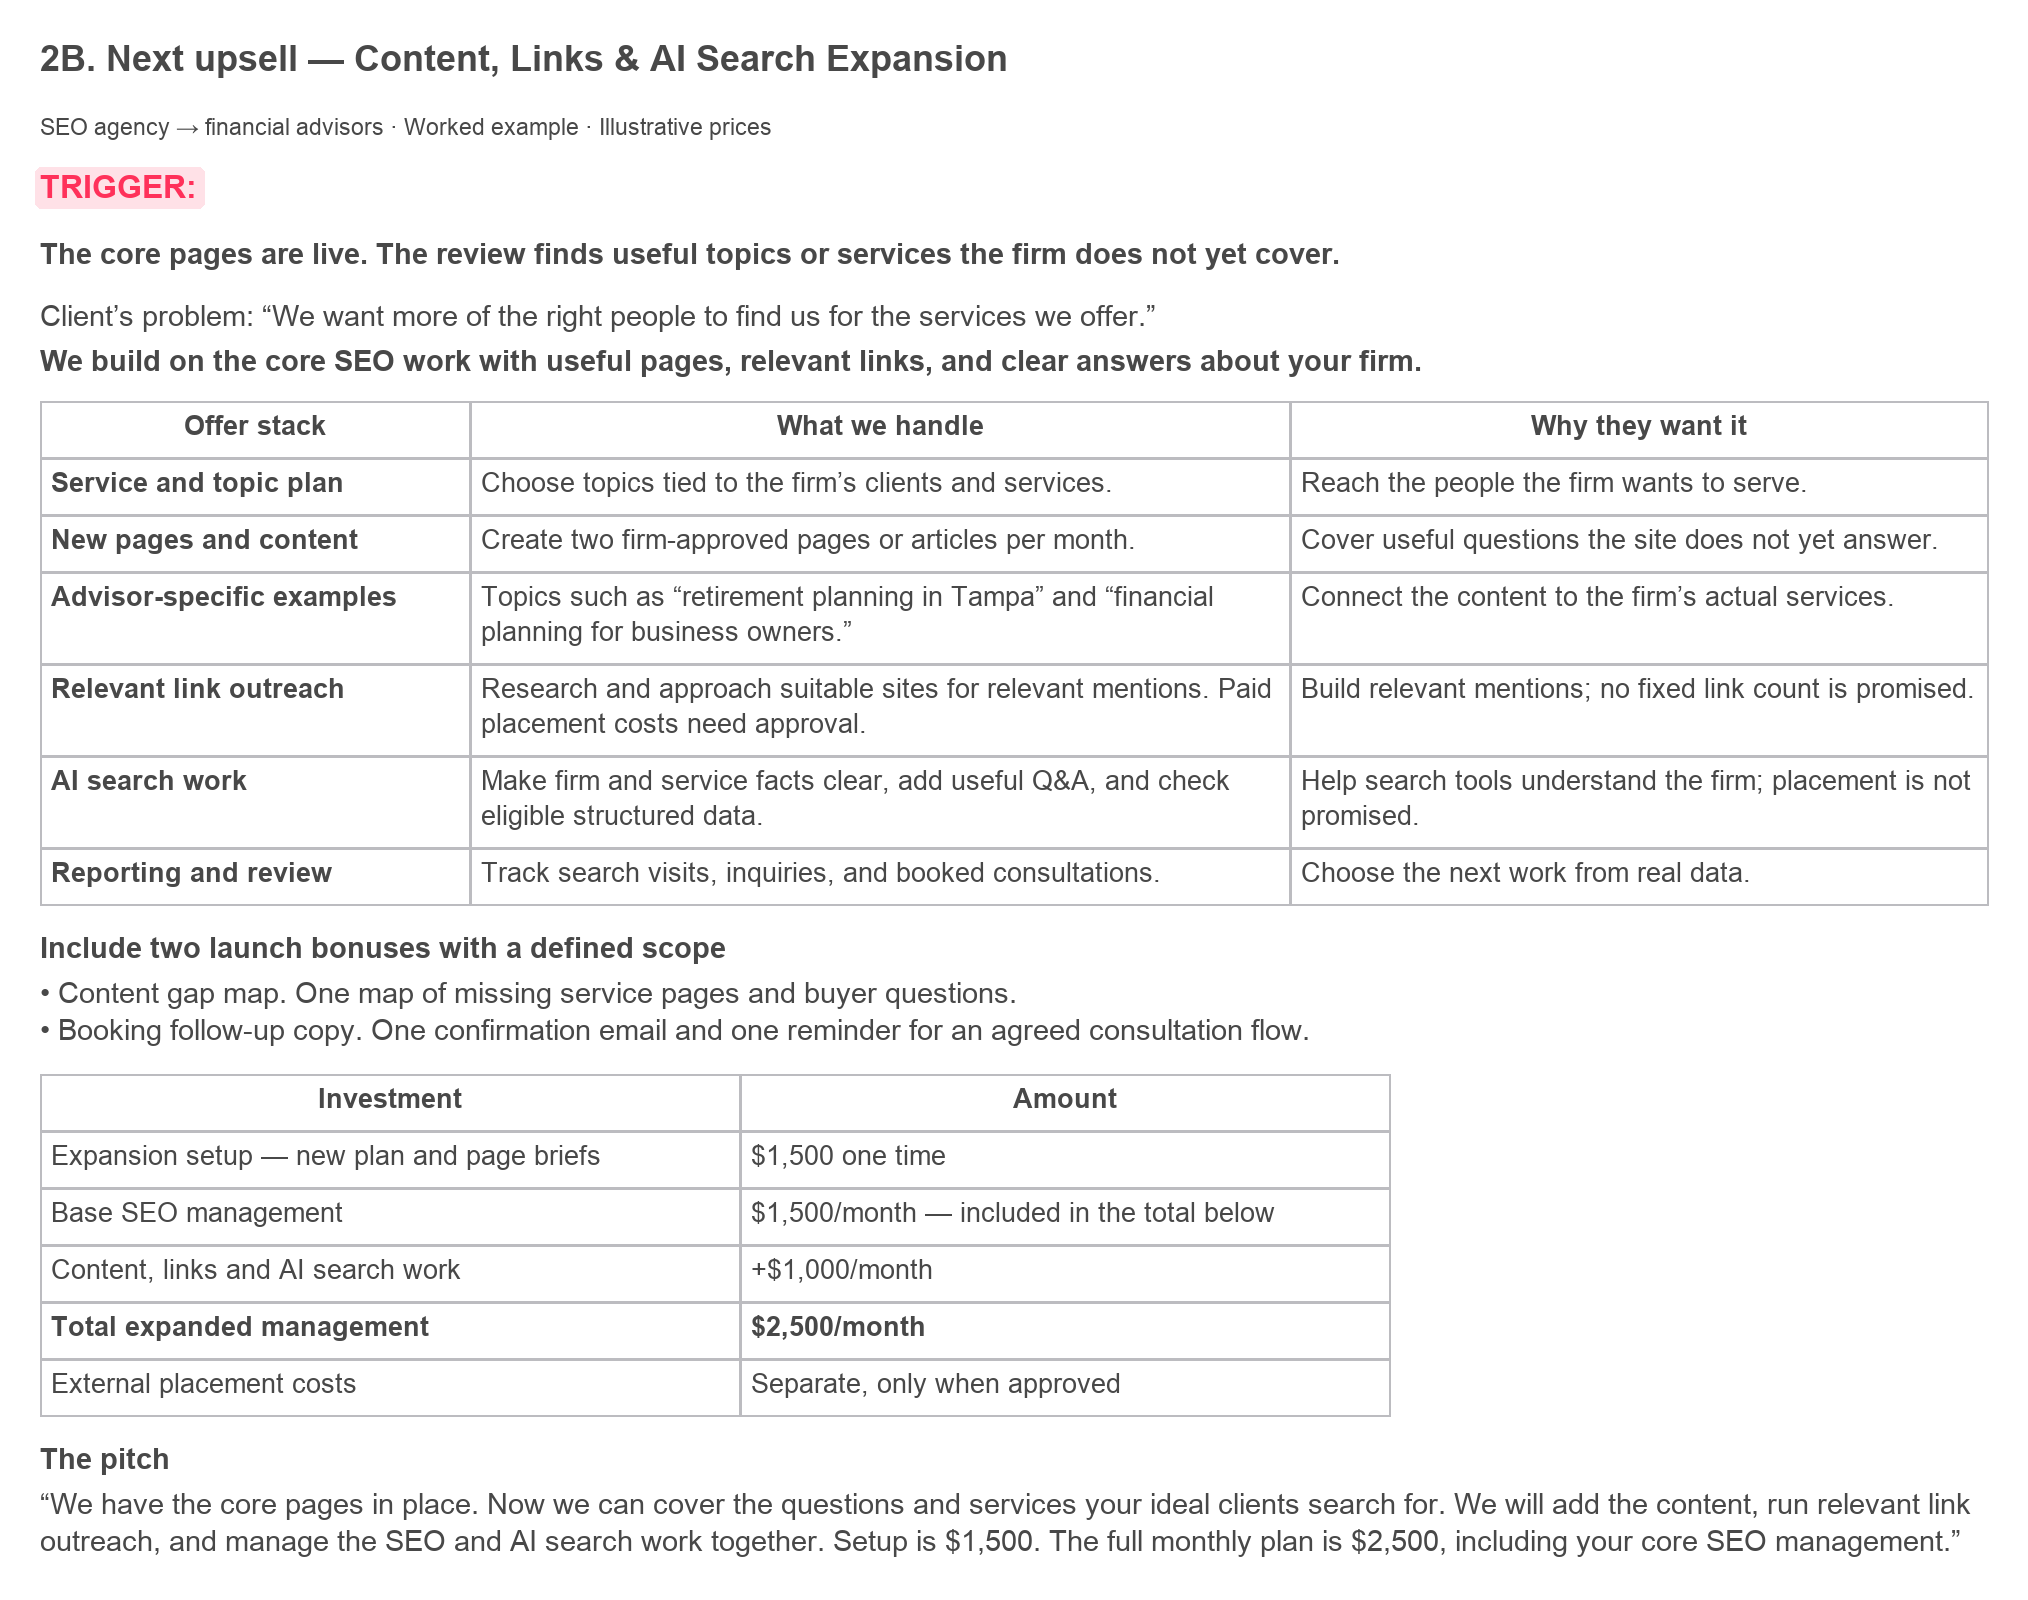 2B. Next upsell — Content, Links & AI Search Expansion
SEO agency → financial advisors · Worked example · Illustrative prices
TRIGGER:
The core pages are live. The review finds useful topics or services the firm does not yet cover.
Client’s problem: “We want more of the right people to find us for the services we offer.”
We build on the core SEO work with useful pages, relevant links, and clear answers about your firm.
Offer stack
What we handle
Why they want it
Service and topic plan
Choose topics tied to the firm’s clients and services.
Reach the people the firm wants to serve.
New pages and content
Create two firm-approved pages or articles per month.
Cover useful questions the site does not yet answer.
Advisor-specific examples
Topics such as “retirement planning in Tampa” and “financial
planning for business owners.”
Connect the content to the firm’s actual services.
Relevant link outreach
Research and approach suitable sites for relevant mentions. Paid
placement costs need approval.
Build relevant mentions; no fixed link count is promised.
AI search work
Make firm and service facts clear, add useful Q&A, and check
eligible structured data.
Help search tools understand the firm; placement is not
promised.
Reporting and review
Track search visits, inquiries, and booked consultations.
Choose the next work from real data.
Include two launch bonuses with a defined scope
• Content gap map. One map of missing service pages and buyer questions.
• Booking follow-up copy. One confirmation email and one reminder for an agreed consultation flow.
Investment
Amount
Expansion setup — new plan and page briefs
$1,500 one time
Base SEO management
$1,500/month — included in the total below
Content, links and AI search work
+$1,000/month
Total expanded management
$2,500/month
External placement costs
Separate, only when approved
The pitch
“We have the core pages in place. Now we can cover the questions and services your ideal clients search for. We will add the content, run relevant link
outreach, and manage the SEO and AI search work together. Setup is $1,500. The full monthly plan is $2,500, including your core SEO management.”